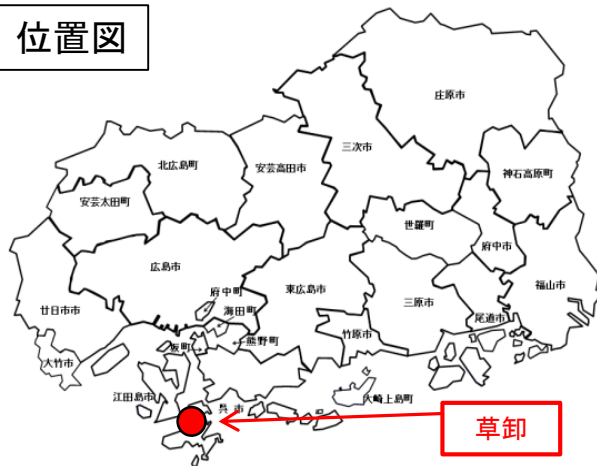 位置図
庄原市
三次市
北広島町
安芸高田市
神石高原町
安芸太田町
世羅町
府中市
広島市
東広島市
福山市
府中町
三原市
廿日市市
海田町
尾道市
坂町
熊野町
竹原市
大竹市
江田島市
呉市
大崎上島町
草卸